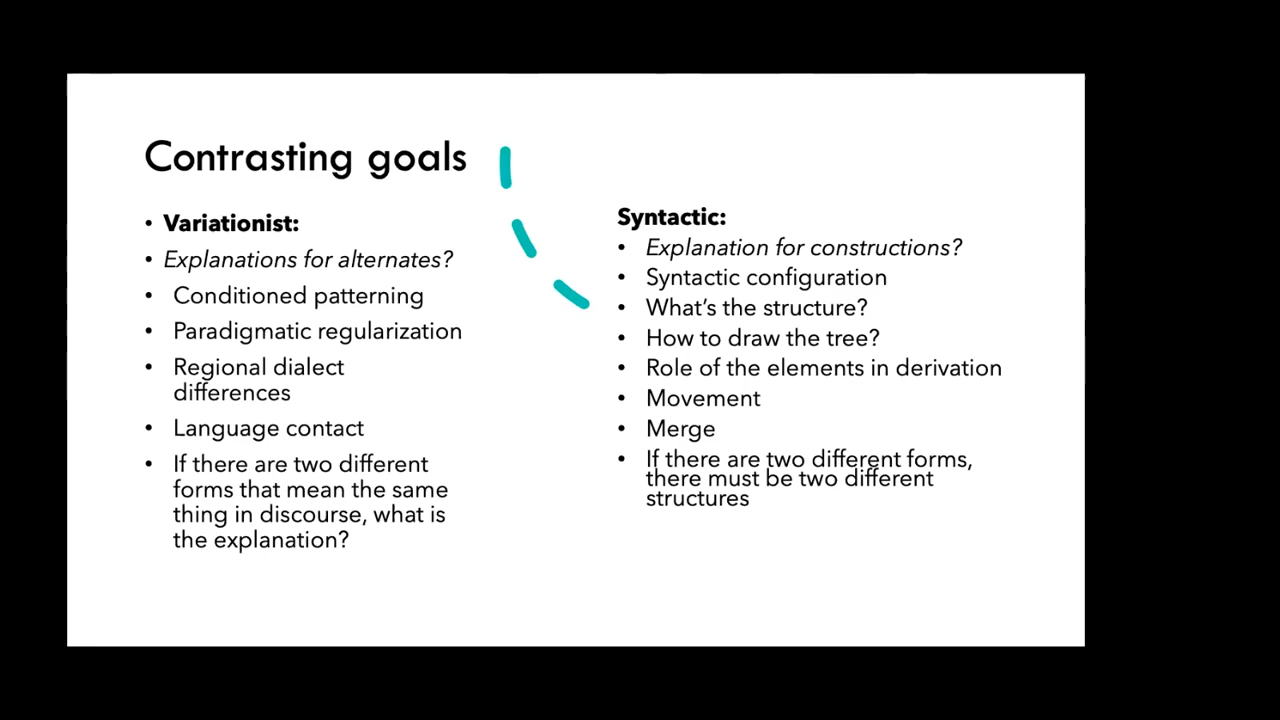 Contrasting goals
• Variationist:
• Explanations for alternates?
• Conditioned patterning
• Paradigmatic regularization
• Regional dialect
differences
• Language contact
• If there are two different
forms that mean the same
thing in discourse, what is
the explanation?
Syntactic:
• Explanation for constructions?
• Syntactic configuration
• What’s the structure?
• How to draw the tree?
• Role of the elements in derivation
• Movement
• Merge
• If there are two different forms,
there must be two different
structures